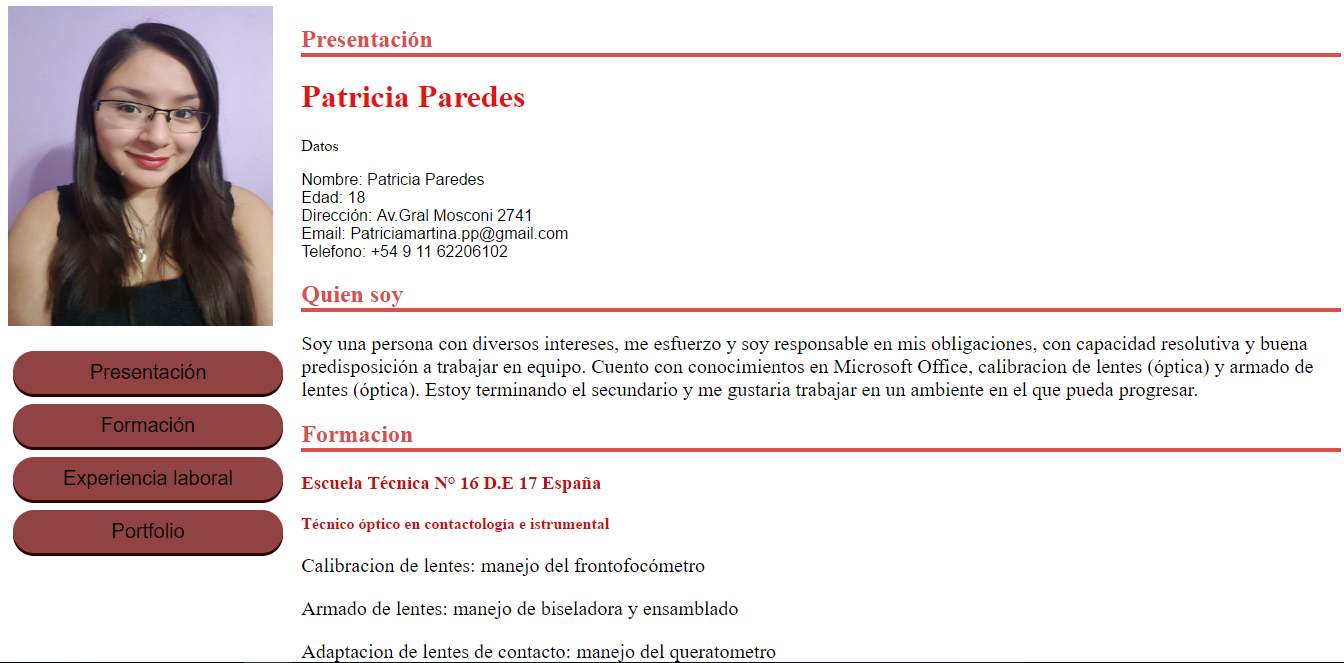 Presentación
Patricia Paredes
Datos
Nombre: Patricia Paredes
Edad: 18
Dirección: Av.Gral Mosconi 2741
Email: Patriciamartina.pp@gmail.com
Telefono: +54 9 11 62206102
Quien soy
Soy una persona con diversos intereses, me esfuerzo y soy responsable en mis obligaciones, con capacidad resolutiva y buena
predisposición a trabajar en equipo. Cuento con conocimientos en Microsoft Office, calibracion de lentes (óptica) y armado de
lentes (óptica). Estoy terminando el secundario y me gustaria trabajar en un ambiente en el que pueda progresar.
Formacion
Escuela Técnica N° 16 D.E 17 España
Técnico óptico en contactología e istrumental
Calibracion de lentes: manejo del frontofocómetro
Armado de lentes: manejo de biseladora y ensamblado
Adaptacion de lentes de contacto: manejo del queratometro
Presentación
Formación
Experiencia laboral
Portfolio